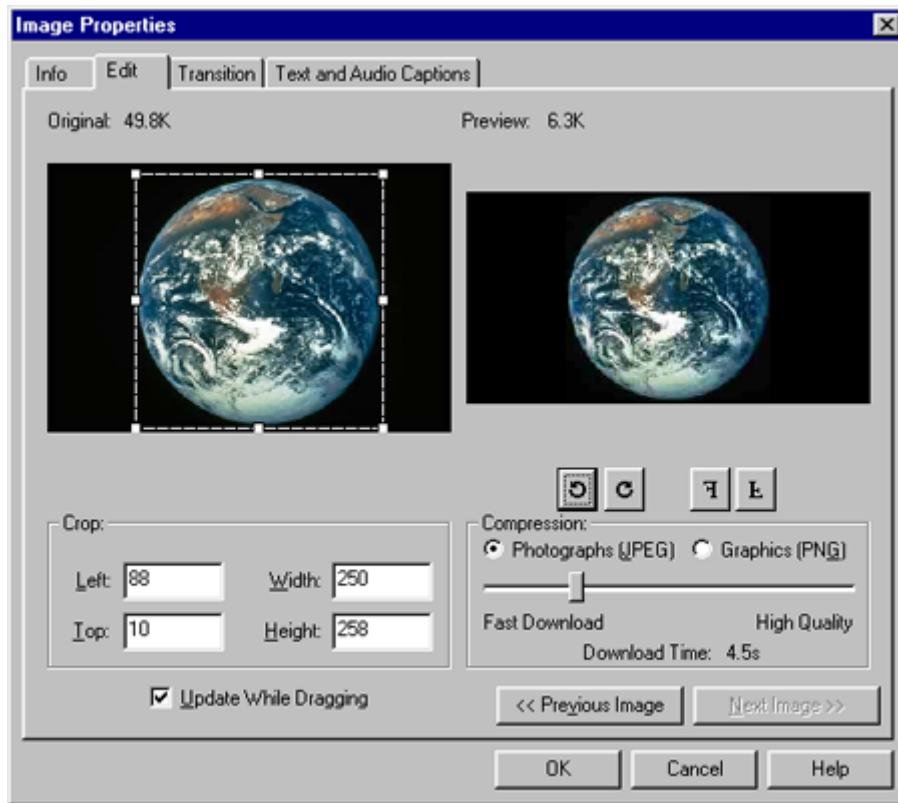 Image Properties
Info Edit Transition Text and Audio Captions
Original: 49.8K Preview: 6.3K
Crop: Compression:
Photographs (JPEG) Graphics (PNG)
Left: 88 Width: 250
Top: 10 Height: 258
Fast Download High Quality
Download Time: 4.5s
Update While Dragging
<< Previous Image Next Image >>
OK Cancel Help